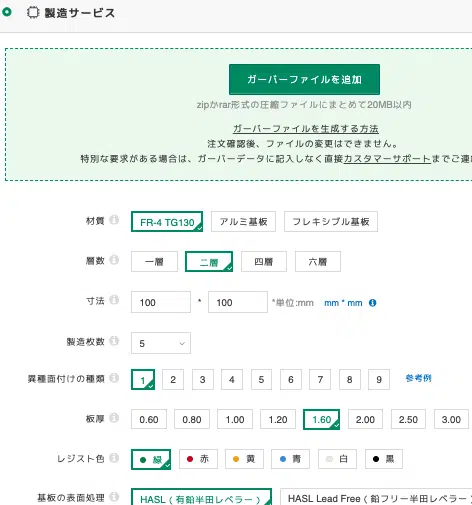 製造サービス
ガーバーファイルを追加
zipかrar形式の圧縮ファイルにまとめて20MB以内
ガーバーファイルを生成する方法
注文確認後、ファイルの変更はできません。
特別な要求がある場合は、ガーバーデータに記入しなく直接カスタマーサポートまでご連
材質 FR-4 TG130 アルミ基板 フレキシブル基板
層数 一層 二層 四層 六層
寸法 100 * 100 *単位:mm mm * mm
製造枚数 5
異種面付けの種類 1 2 3 4 5 6 7 8 9 参考例
板厚 0.60 0.80 1.00 1.20 1.60 2.00 2.50 3.00
レジスト色 緑 赤 黄 青 白 黒
基板の表面処理 HASL（有鉛半田レベラー） HASL Lead Free（鉛フリー半田レベラ